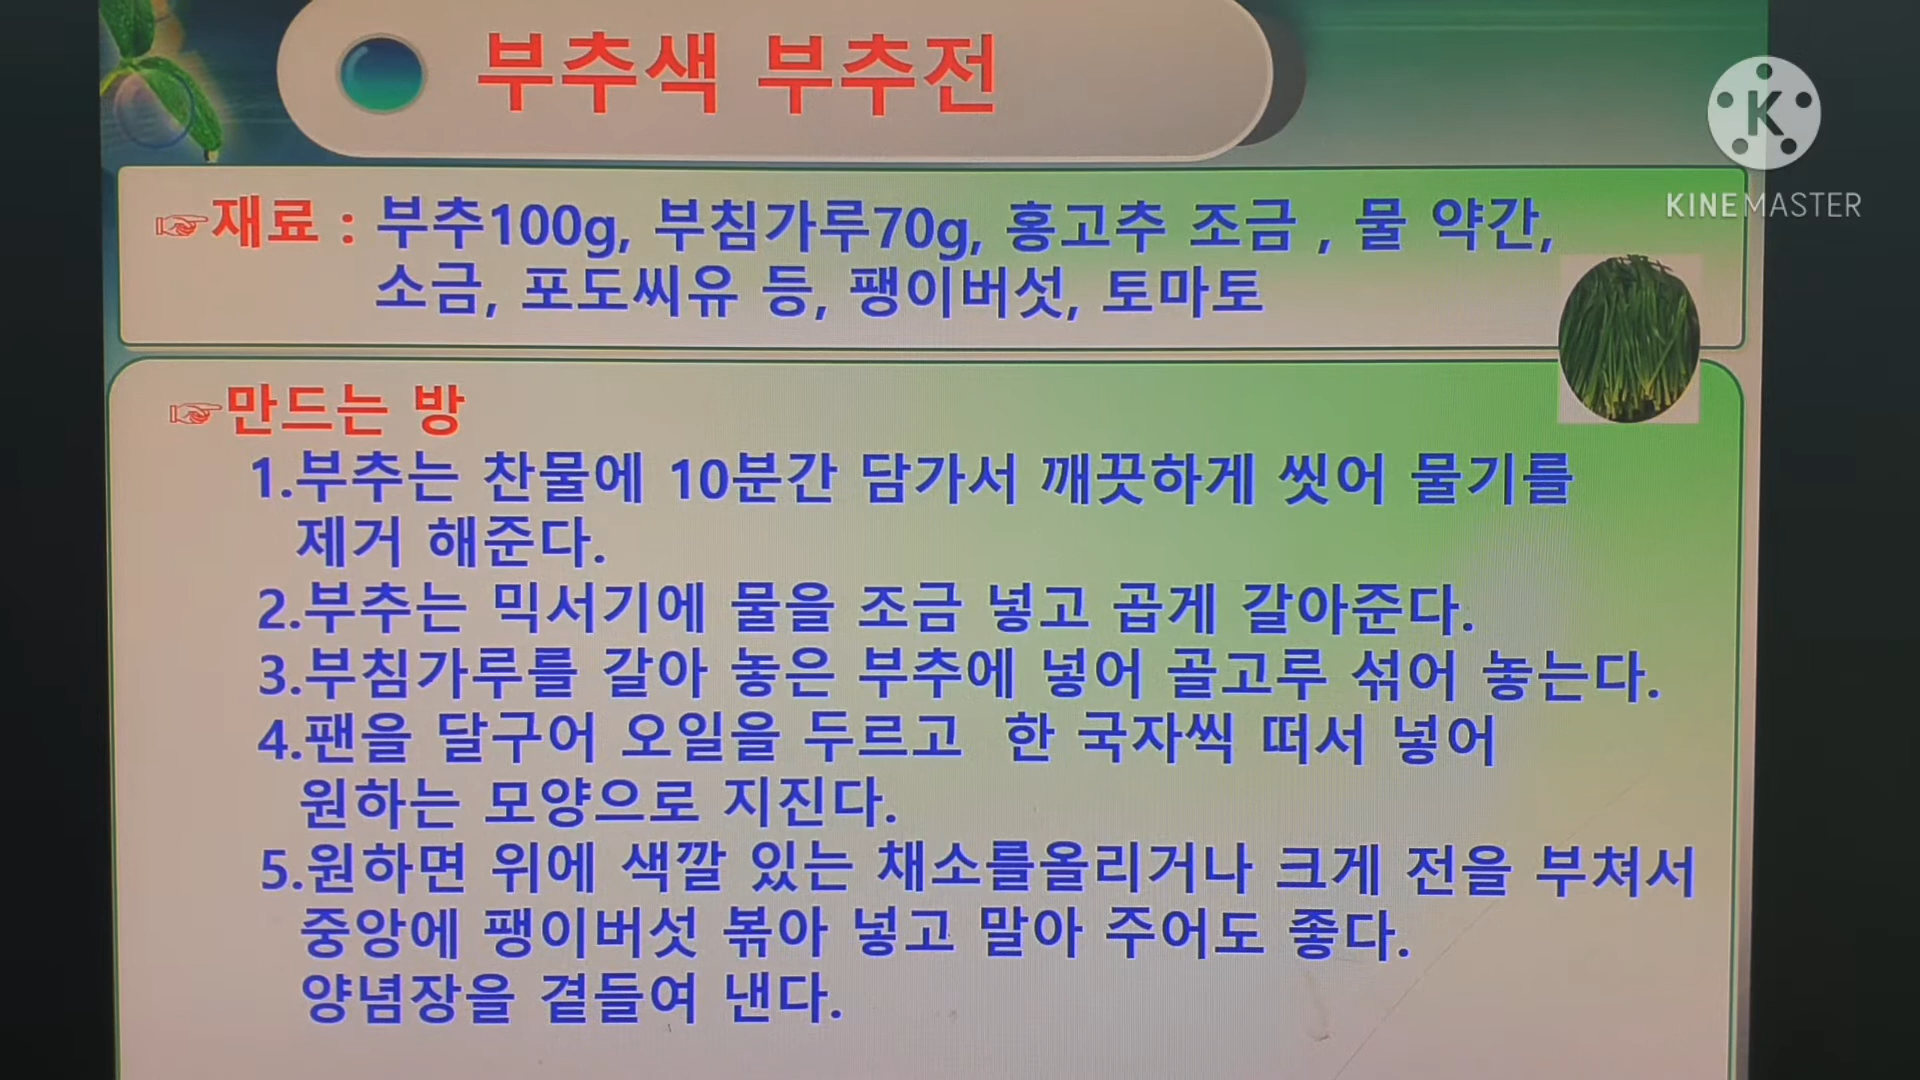 부추색 부추전
KINEMASTER
☞재료 : 부추100g, 부침가루70g, 홍고추 조금 , 물 약간,
소금, 포도씨유 등, 팽이버섯, 토마토
☞만드는 방
1.부추는 찬물에 10분간 담가서 깨끗하게 씻어 물기를
제거 해준다.
2.부추는 믹서기에 물을 조금 넣고 곱게 갈아준다.
3.부침가루를 갈아 놓은 부추에 넣어 골고루 섞어 놓는다.
4.팬을 달구어 오일을 두르고 한 국자씩 떠서 넣어
원하는 모양으로 지진다.
5.원하면 위에 색깔 있는 채소를올리거나 크게 전을 부쳐서
중앙에 팽이버섯 볶아 넣고 말아 주어도 좋다.
양념장을 곁들여 낸다.